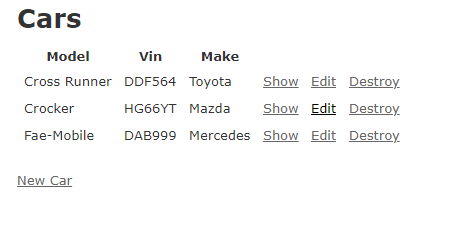 Cars
Model Vin Make
Cross Runner DDF564 Toyota Show Edit Destroy
Crocker HG66YT Mazda Show Edit Destroy
Fae-Mobile DAB999 Mercedes Show Edit Destroy
New Car